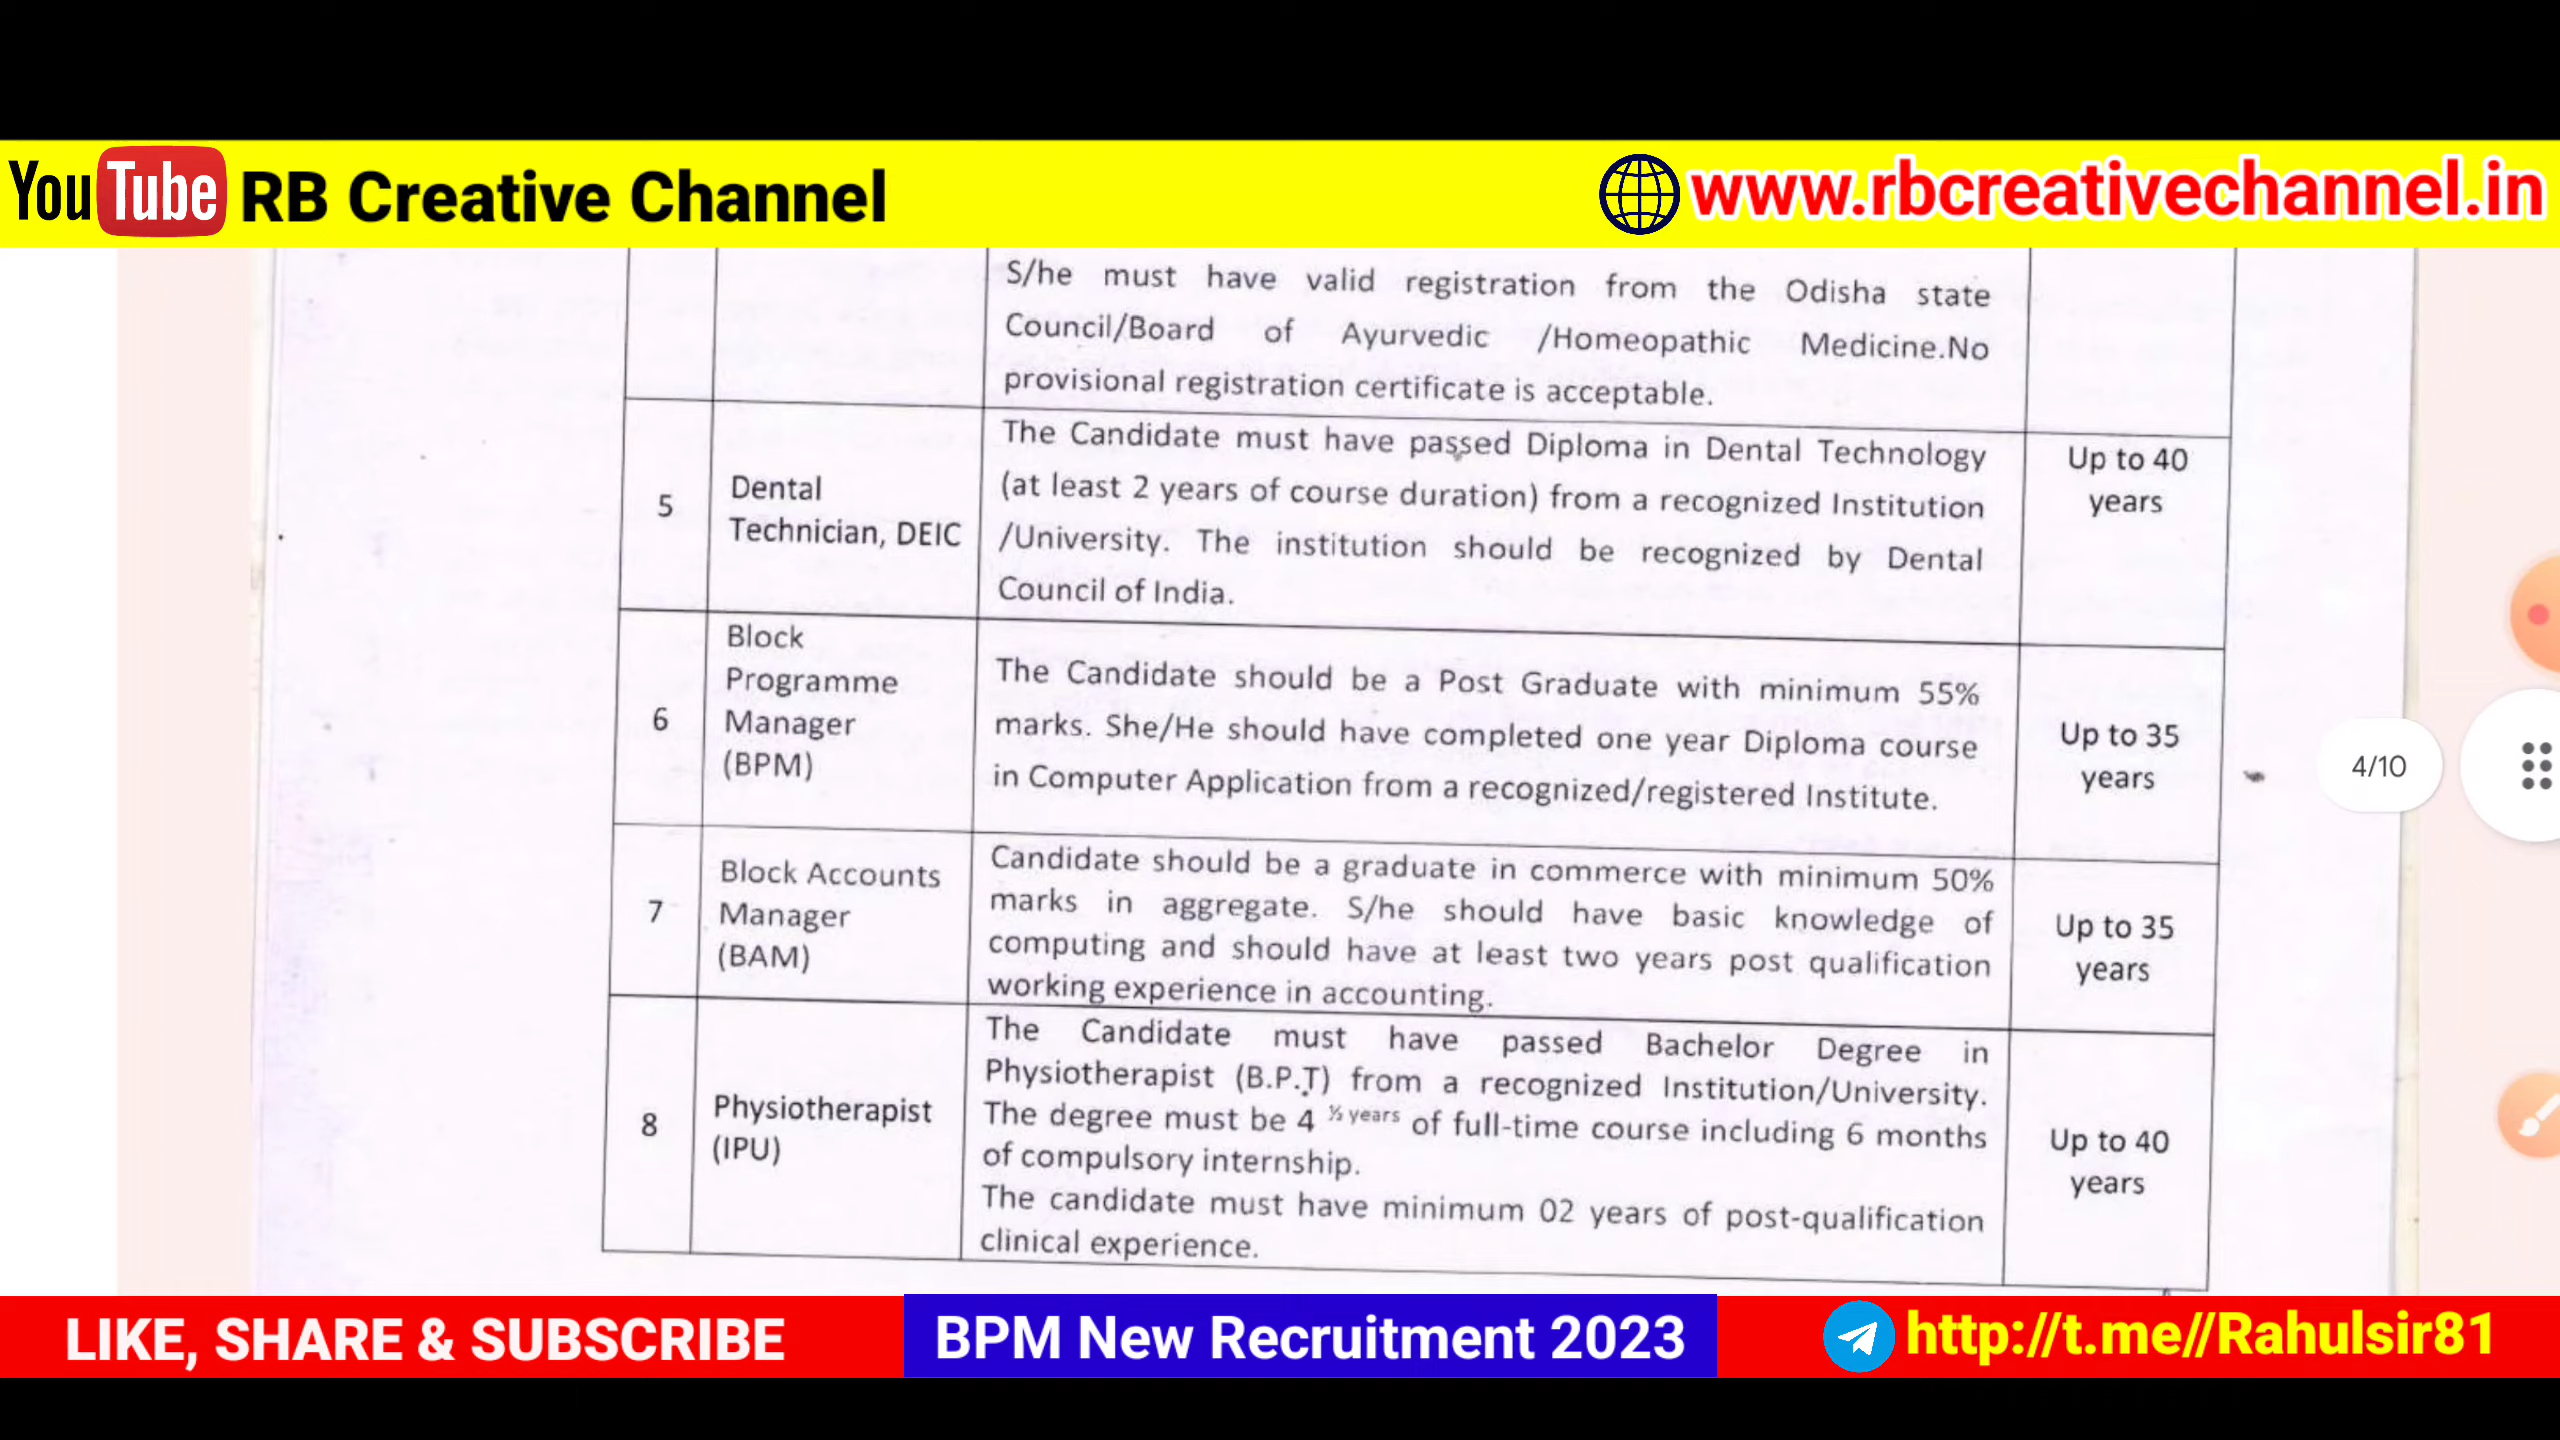 YouTube RB Creative Channel
www.rbcreativechannel.in
S/he must have valid registration from the Odisha state
Council/Board of Ayurvedic /Homeopathic Medicine.No
provisional registration certificate is acceptable.
5
Dental
Technician, DEIC
The Candidate must have passed Diploma in Dental Technology
(at least 2 years of course duration) from a recognized Institution
/University. The institution should be recognized by Dental
Council of India.
Up to 40
years
6
Block
Programme
Manager
(BPM)
The Candidate should be a Post Graduate with minimum 55%
marks. She/He should have completed one year Diploma course
in Computer Application from a recognized/registered Institute.
Up to 35
years
4/10
7
Block Accounts
Manager
(BAM)
Candidate should be a graduate in commerce with minimum 50%
marks in aggregate. S/he should have basic knowledge of
computing and should have at least two years post qualification
working experience in accounting.
Up to 35
years
8
Physiotherapist
(IPU)
The Candidate must have passed Bachelor Degree in
Physiotherapist (B.P.T) from a recognized Institution/University.
The degree must be 4 ½ years of full-time course including 6 months
of compulsory internship.
The candidate must have minimum 02 years of post-qualification
clinical experience.
Up to 40
years
LIKE, SHARE & SUBSCRIBE
BPM New Recruitment 2023
http://t.me//Rahulsir81